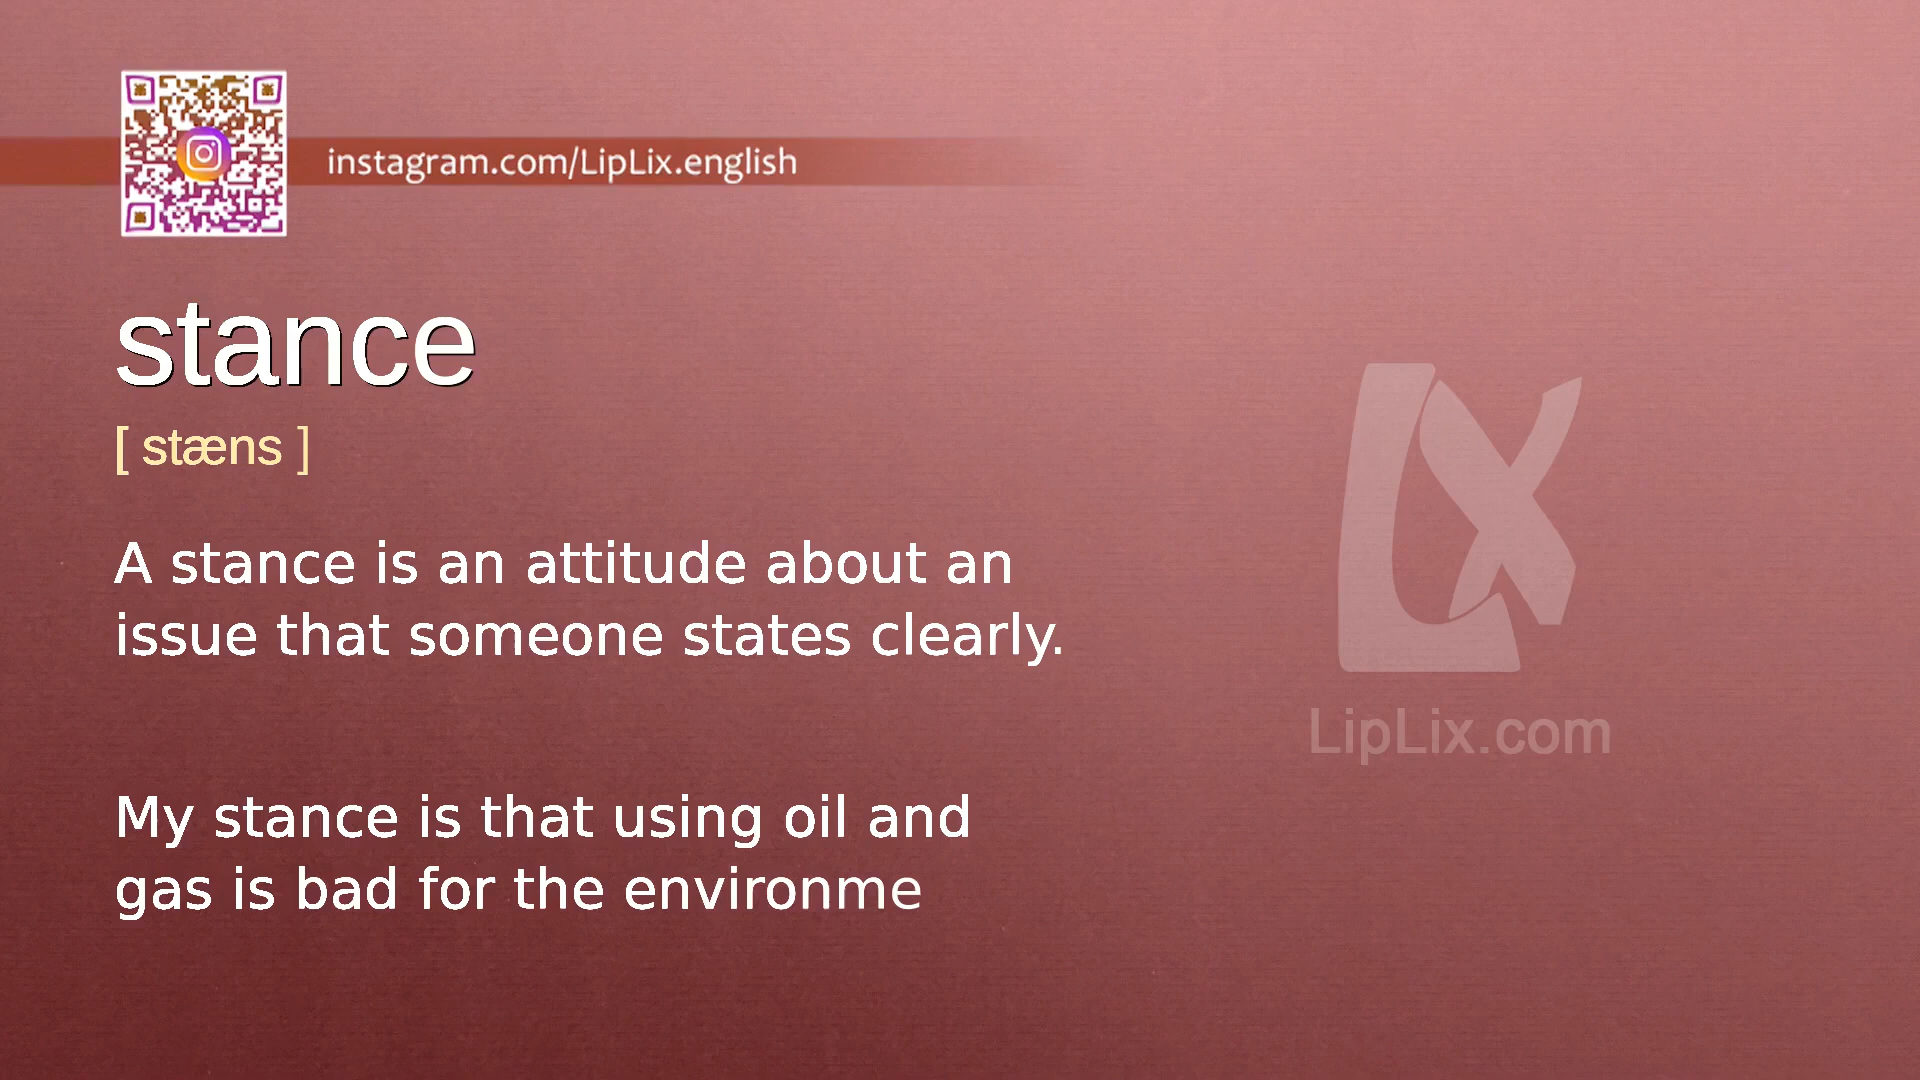 instagram.com/LipLix.english
stance
[ stæns ]
A stance is an attitude about an
issue that someone states clearly.
My stance is that using oil and
gas is bad for the environme
LX
LipLix.com